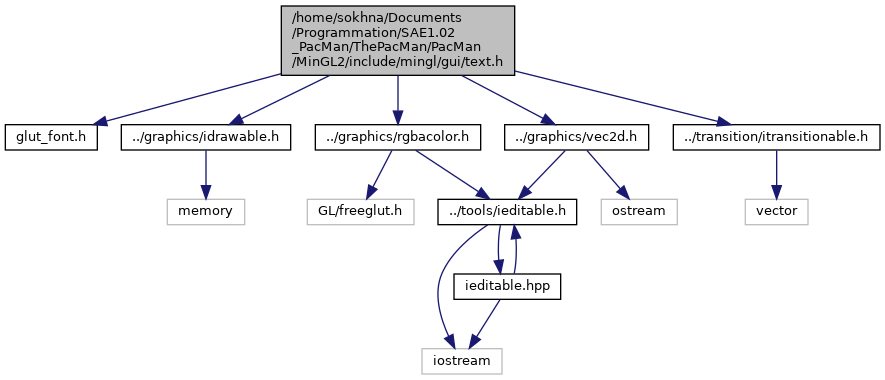 /home/sokhna/Documents
/Programmation/SAE1.02
_PacMan/ThePacMan/PacMan
/MinGL2/include/mingl/gui/text.h
glut_font.h
../graphics/idrawable.h
../graphics/rgbacolor.h
../graphics/vec2d.h
../transition/itransitionable.h
memory
GL/freeglut.h
../tools/ieditable.h
ostream
vector
ieditable.hpp
iostream